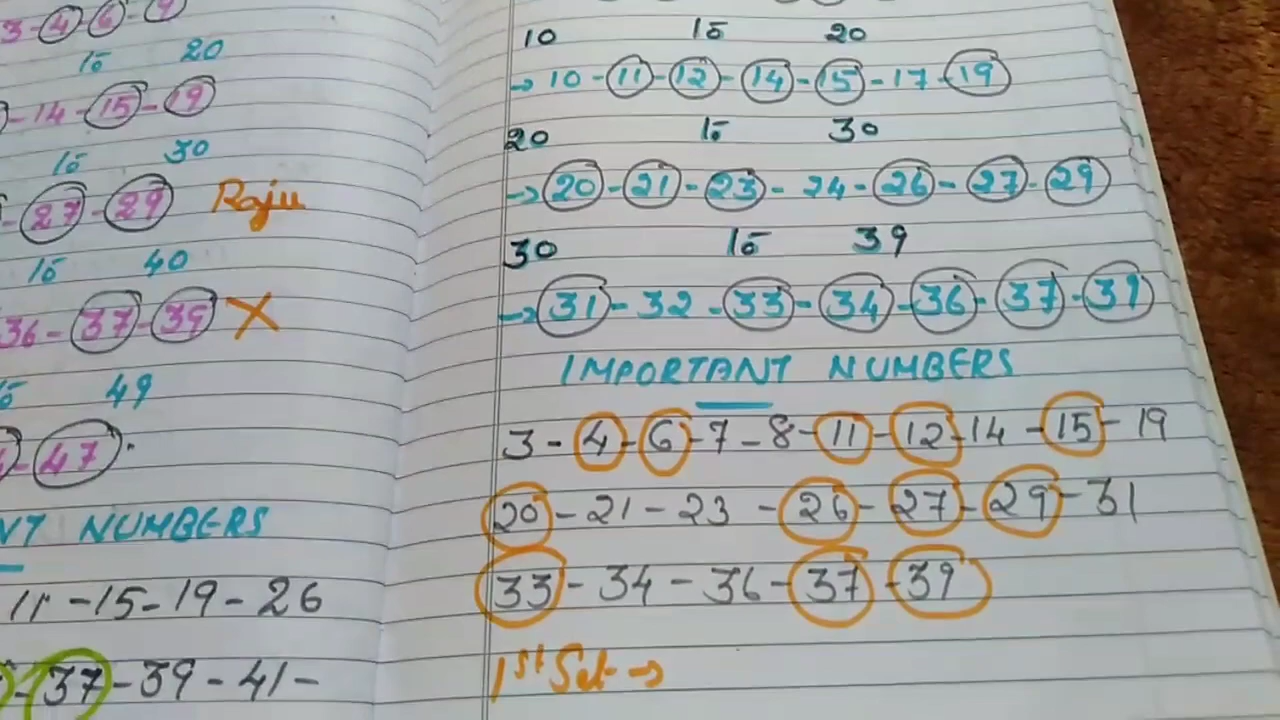 3-4-6-9
15 20
-14-15-19
15 30
-27-29 Raju
15 40
36-37-39 X
49
-47.
NT NUMBERS
11-15-19-26
-37-39-41-
10 15 20
→ 10-11-12-14-15-17-19
20 15 30
→ 20-21-23-24-26-27-29
30 15 39
→ 31-32-33-34-36-37-39
IMPORTANT NUMBERS
3-4-6-7-8-11-12-14-15-19
20-21-23-26-27-29-31
33-34-36-37-39
1st Set →